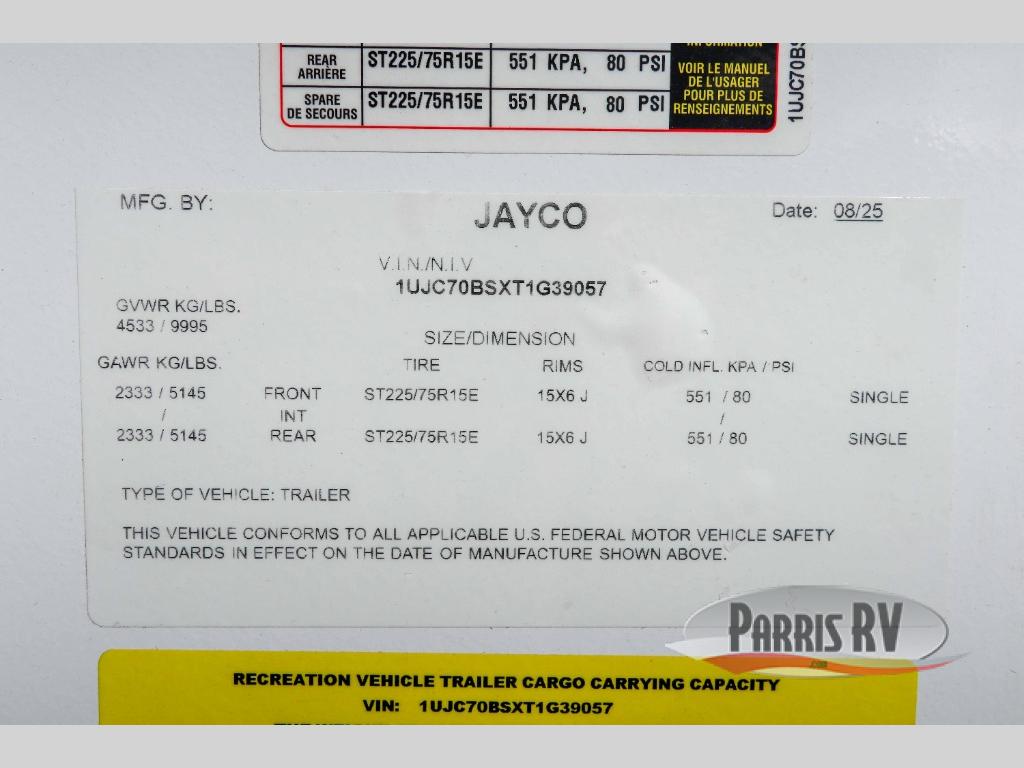 INFORMATION
REAR ARRIÈRE ST225/75R15E 551 KPA, 80 PSI
SPARE DE SECOURS ST225/75R15E 551 KPA, 80 PSI
VOIR LE MANUEL
DE L'USAGER
POUR PLUS DE
RENSEIGNEMENTS
1UJC70BS
MFG. BY: JAYCO Date: 08/25
V.I.N./N.I.V
1UJC70BSXT1G39057
GVWR KG/LBS.
4533 / 9995
SIZE/DIMENSION
GAWR KG/LBS. TIRE RIMS COLD INFL. KPA / PSI
2333 / 5145 FRONT ST225/75R15E 15X6 J 551 / 80 SINGLE
/ INT /
2333 / 5145 REAR ST225/75R15E 15X6 J 551 / 80 SINGLE
TYPE OF VEHICLE: TRAILER
THIS VEHICLE CONFORMS TO ALL APPLICABLE U.S. FEDERAL MOTOR VEHICLE SAFETY
STANDARDS IN EFFECT ON THE DATE OF MANUFACTURE SHOWN ABOVE.
PARRIS RV
.com
RECREATION VEHICLE TRAILER CARGO CARRYING CAPACITY
VIN: 1UJC70BSXT1G39057